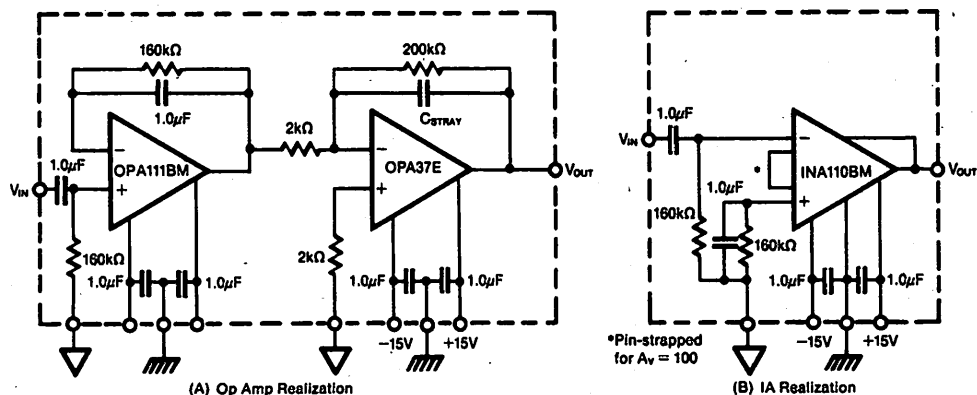 160kΩ
1.0µF
OPA111BM
−
+
1.0µF
VIN
160kΩ
1.0µF
1.0µF
2kΩ
200kΩ
CSTRAY
OPA37E
−
+
2kΩ
1.0µF
1.0µF
VOUT
−15V
+15V
(A) Op Amp Realization
1.0µF
VIN
−
*
+
INA110BM
VOUT
1.0µF
160kΩ
160kΩ
1.0µF
1.0µF
−15V
+15V
*Pin-strapped
for AV = 100
(B) IA Realization